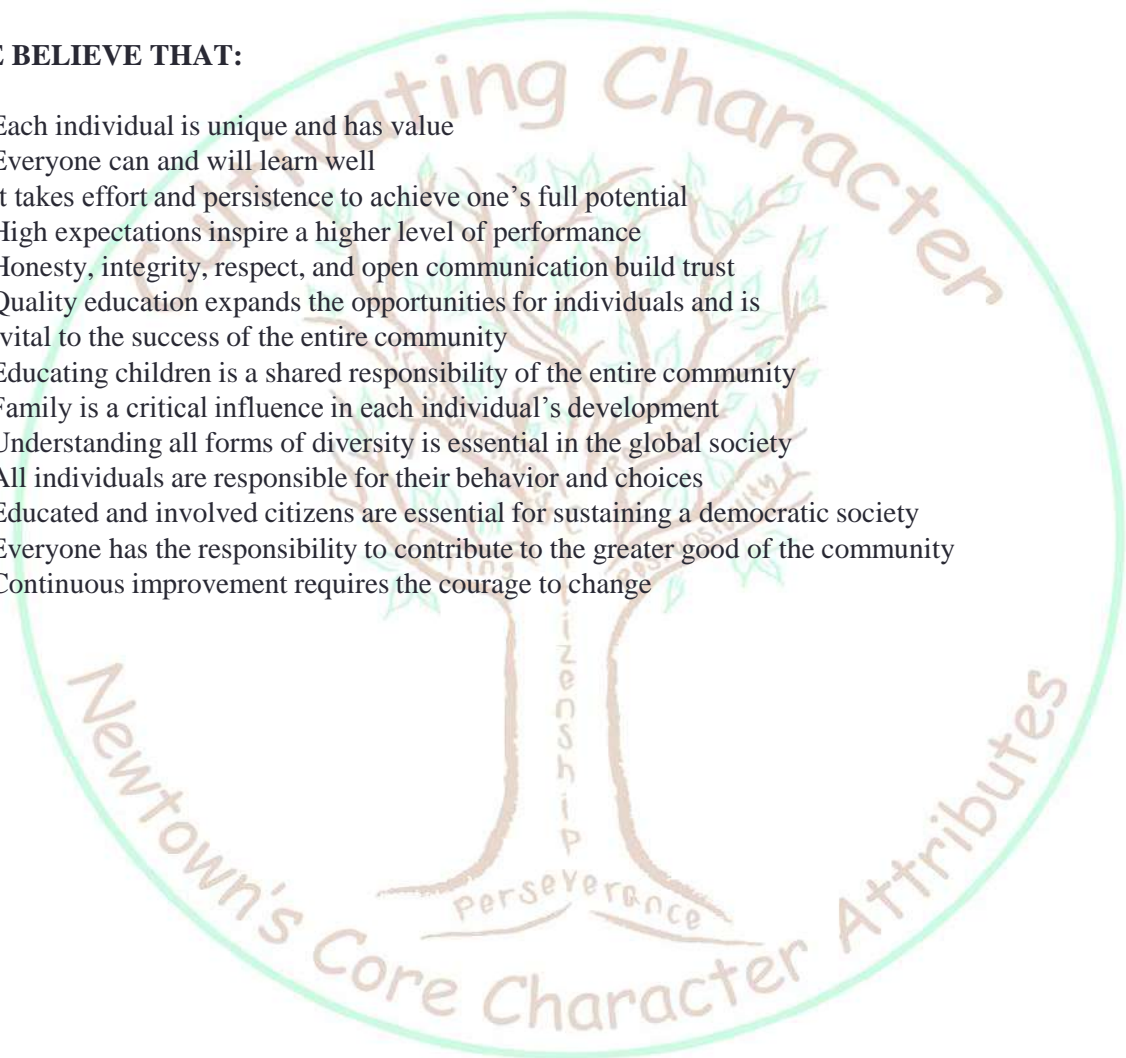 E BELIEVE THAT:
Each individual is unique and has value
Everyone can and will learn well
t takes effort and persistence to achieve one’s full potential
High expectations inspire a higher level of performance
Honesty, integrity, respect, and open communication build trust
Quality education expands the opportunities for individuals and is
vital to the success of the entire community
Educating children is a shared responsibility of the entire community
Family is a critical influence in each individual’s development
Understanding all forms of diversity is essential in the global society
All individuals are responsible for their behavior and choices
Educated and involved citizens are essential for sustaining a democratic society
Everyone has the responsibility to contribute to the greater good of the community
Continuous improvement requires the courage to change
Cultivating Character
Trustworthiness
Respect
Responsibility
Caring
Citizenship
Perseverance
Newtown's Core Character Attributes